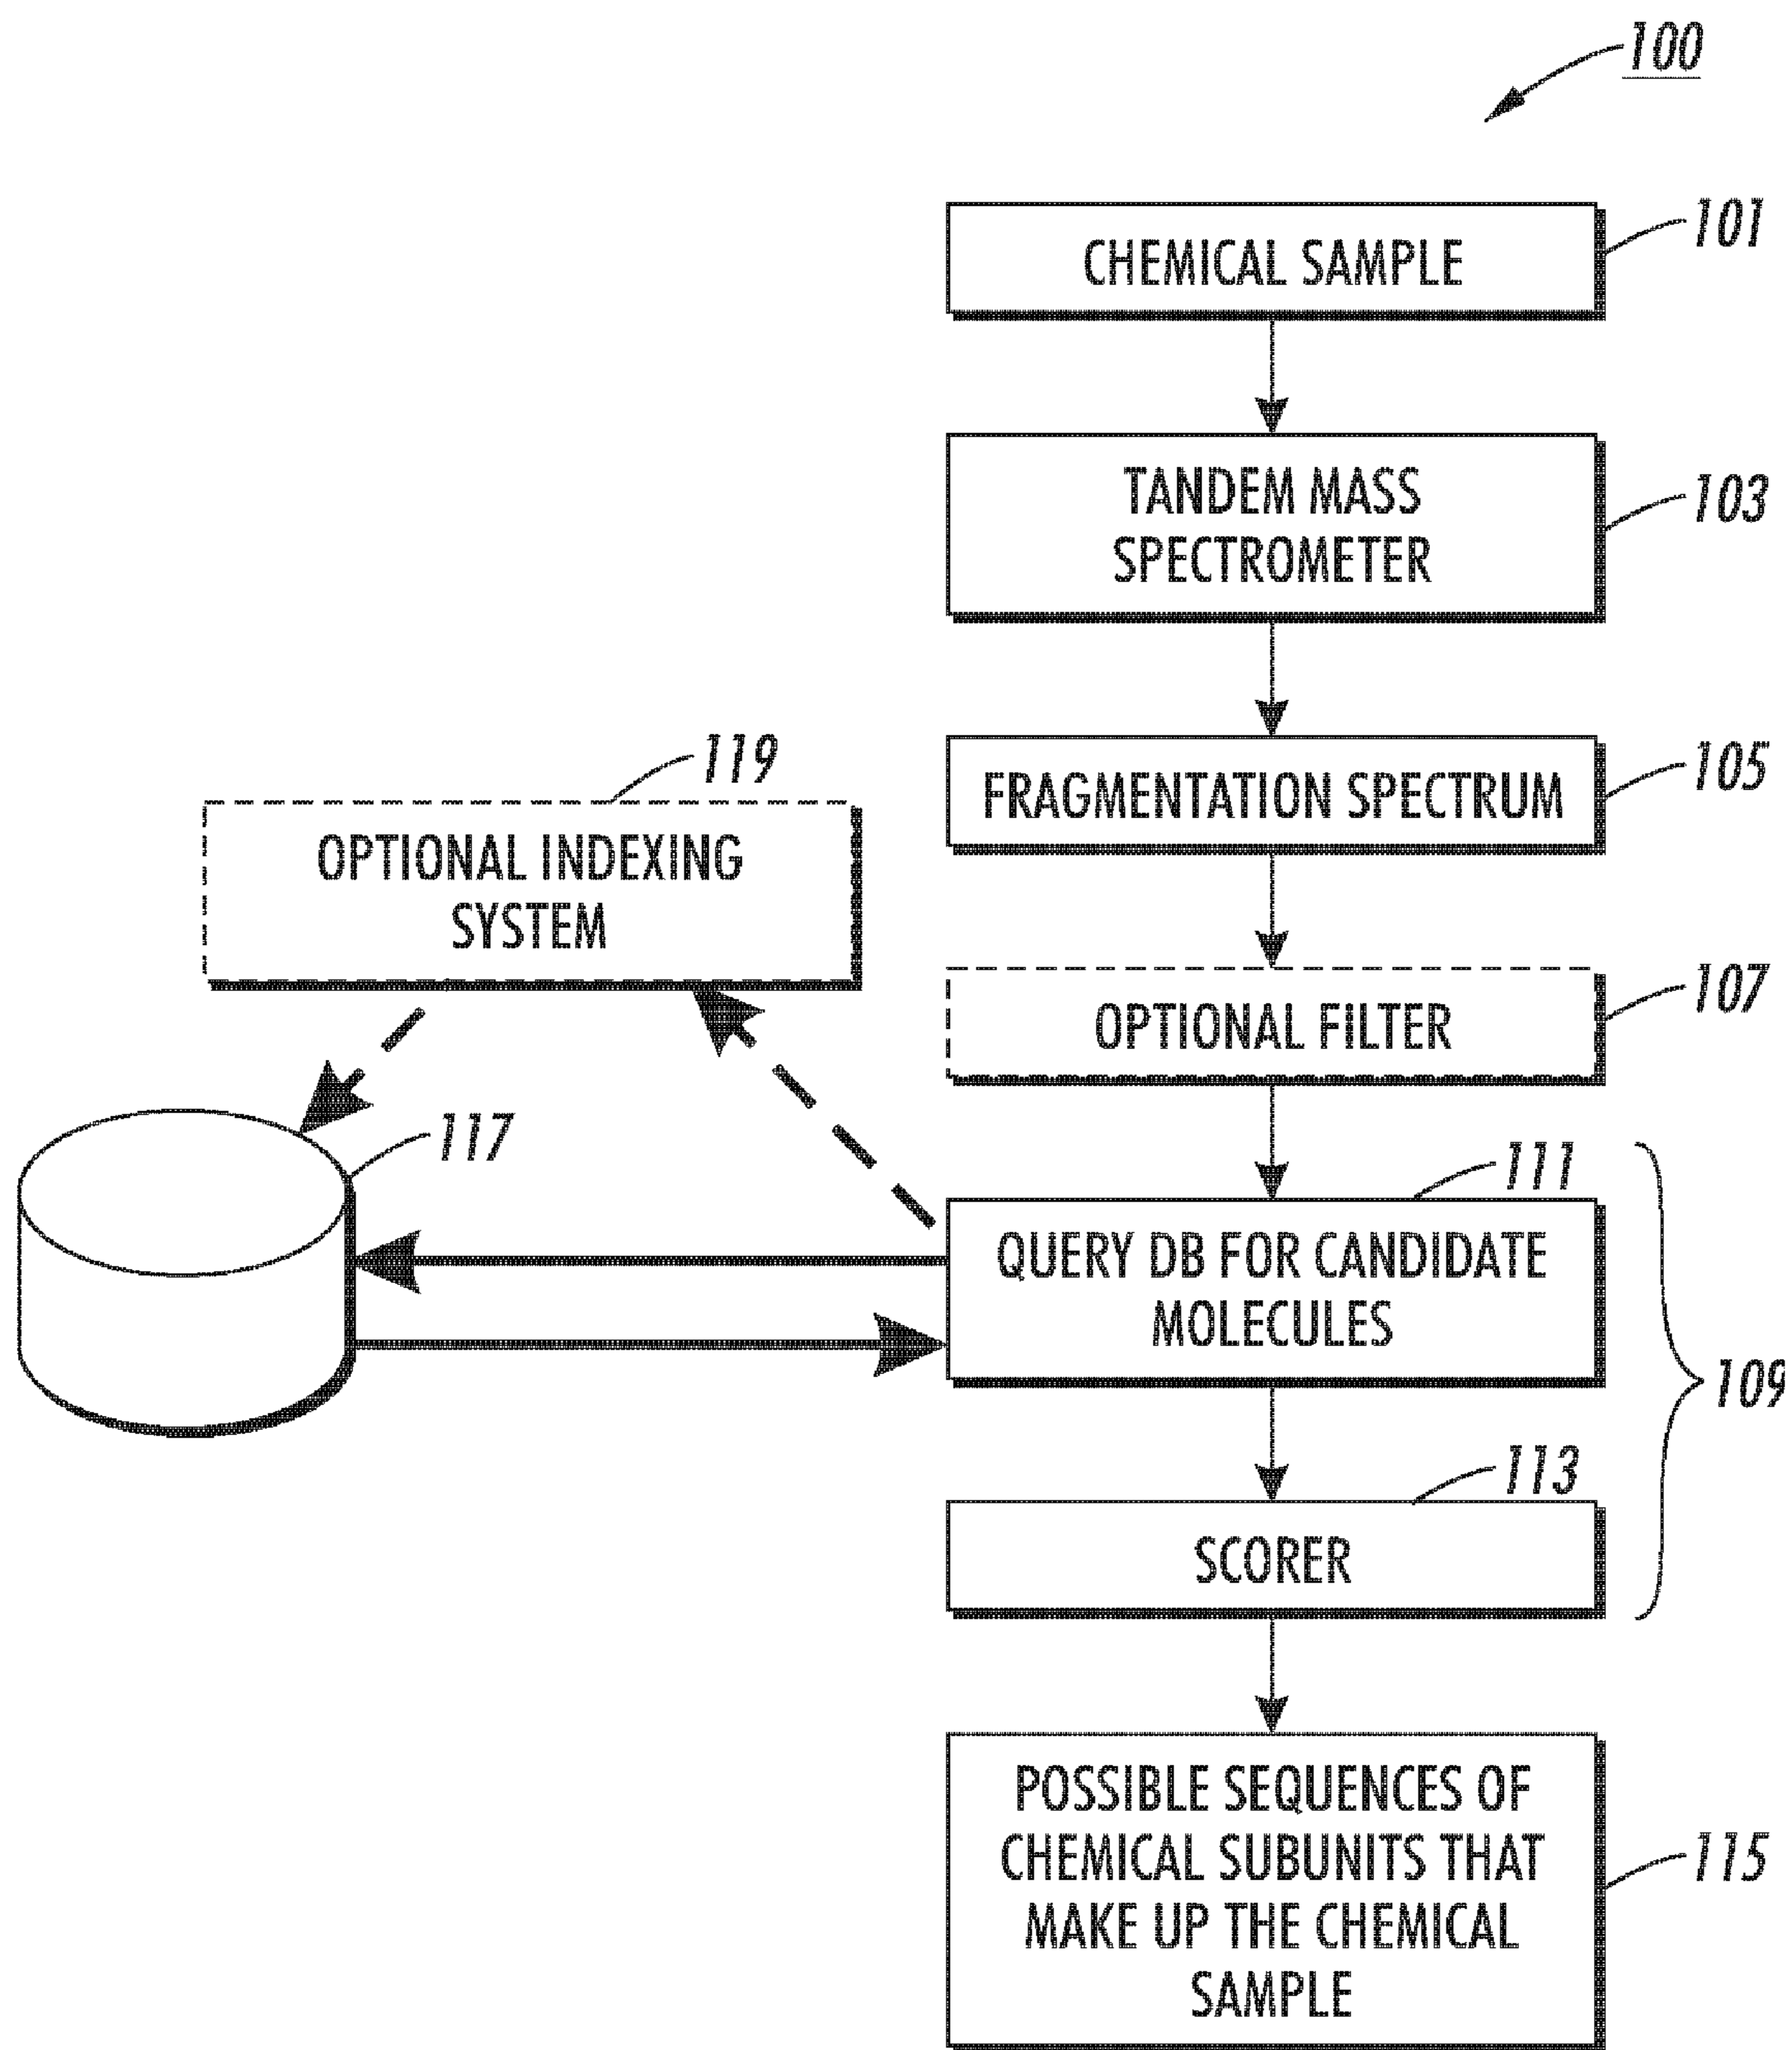 100
CHEMICAL SAMPLE
101
TANDEM MASS
SPECTROMETER
103
FRAGMENTATION SPECTRUM
105
119
OPTIONAL INDEXING
SYSTEM
OPTIONAL FILTER
107
117
111
QUERY DB FOR CANDIDATE
MOLECULES
109
113
SCORER
POSSIBLE SEQUENCES OF
CHEMICAL SUBUNITS THAT
MAKE UP THE CHEMICAL
SAMPLE
115